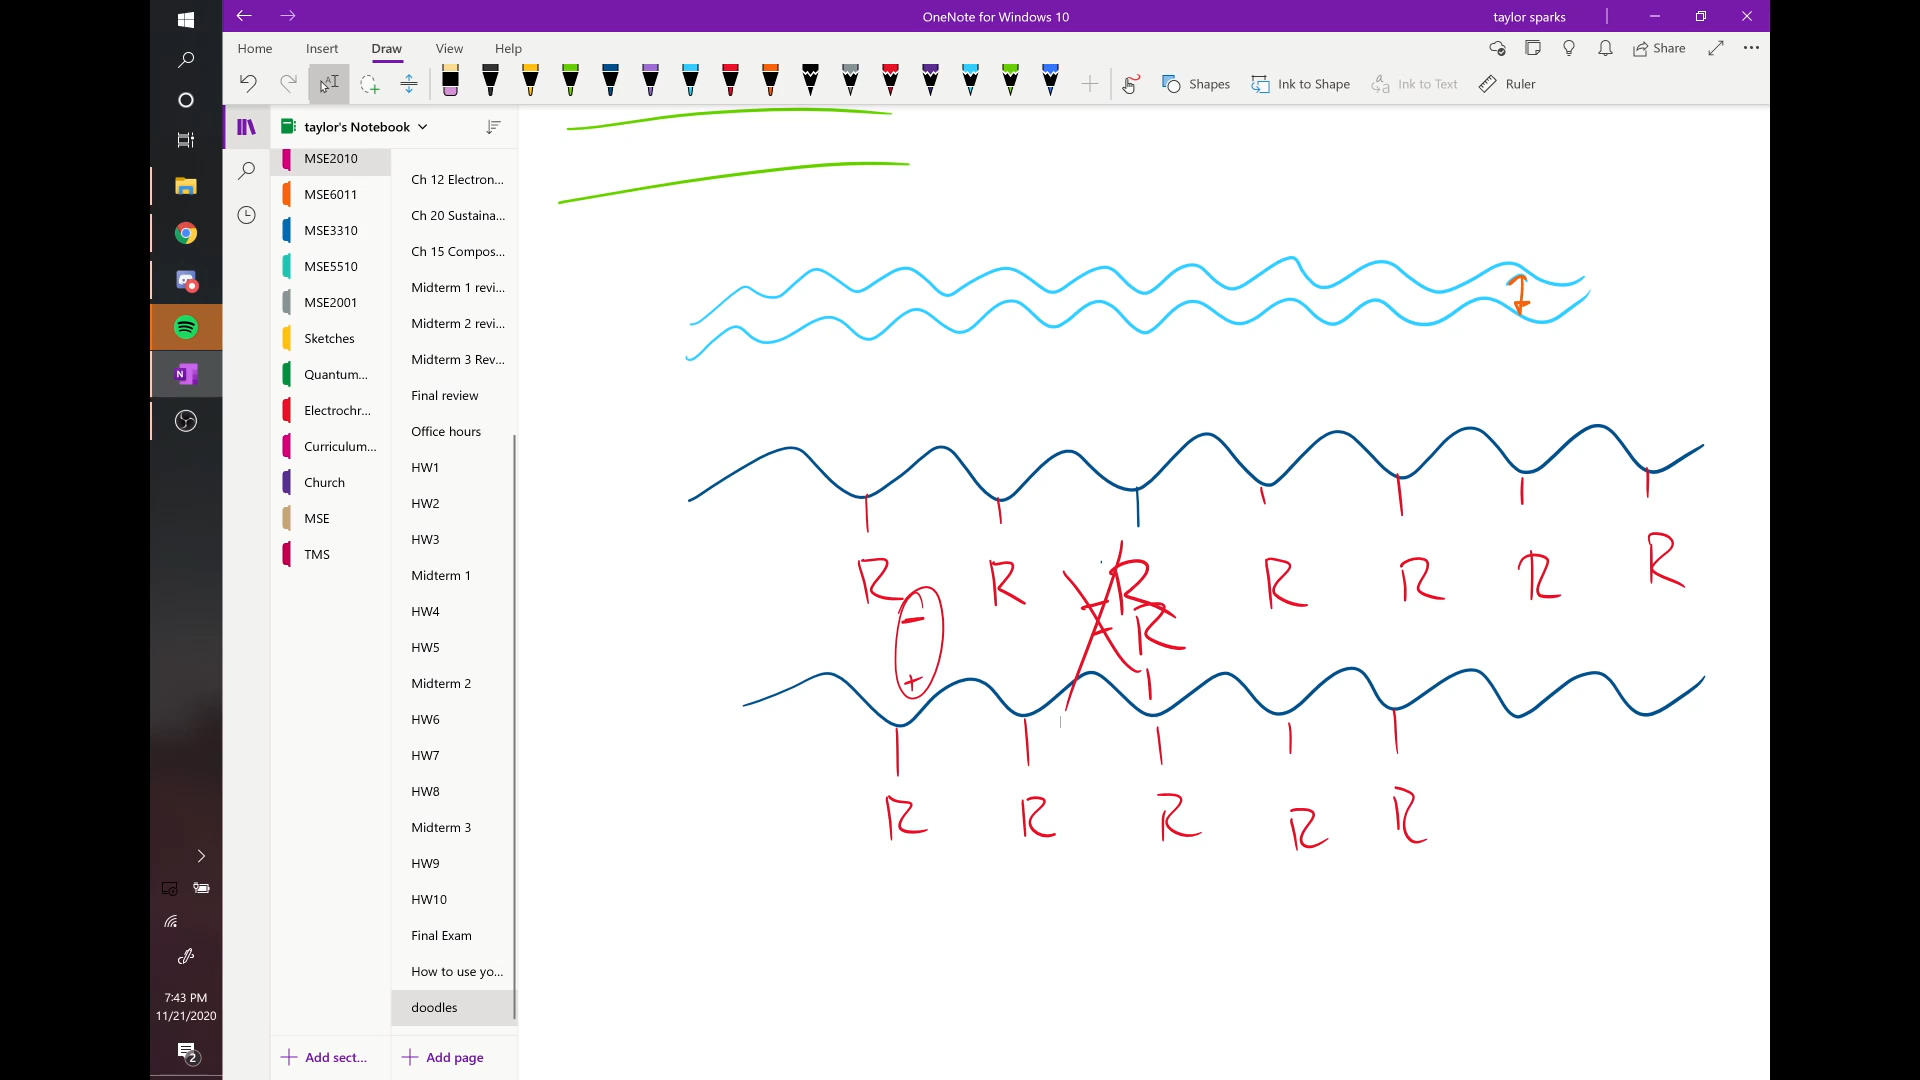 OneNote for Windows 10
taylor sparks
Home Insert Draw View Help
Share
Shapes Ink to Shape Ink to Text Ruler
taylor's Notebook
MSE2010
MSE6011
MSE3310
MSE5510
MSE2001
Sketches
Quantum...
Electrochr...
Curriculum...
Church
MSE
TMS
Add sect...
Ch 12 Electron...
Ch 20 Sustaina...
Ch 15 Compos...
Midterm 1 revi...
Midterm 2 revi...
Midterm 3 Rev...
Final review
Office hours
HW1
HW2
HW3
Midterm 1
HW4
HW5
Midterm 2
HW6
HW7
HW8
Midterm 3
HW9
HW10
Final Exam
How to use yo...
doodles
Add page
R R R R R R R
R
− +
R R R R R
7:43 PM
11/21/2020
2